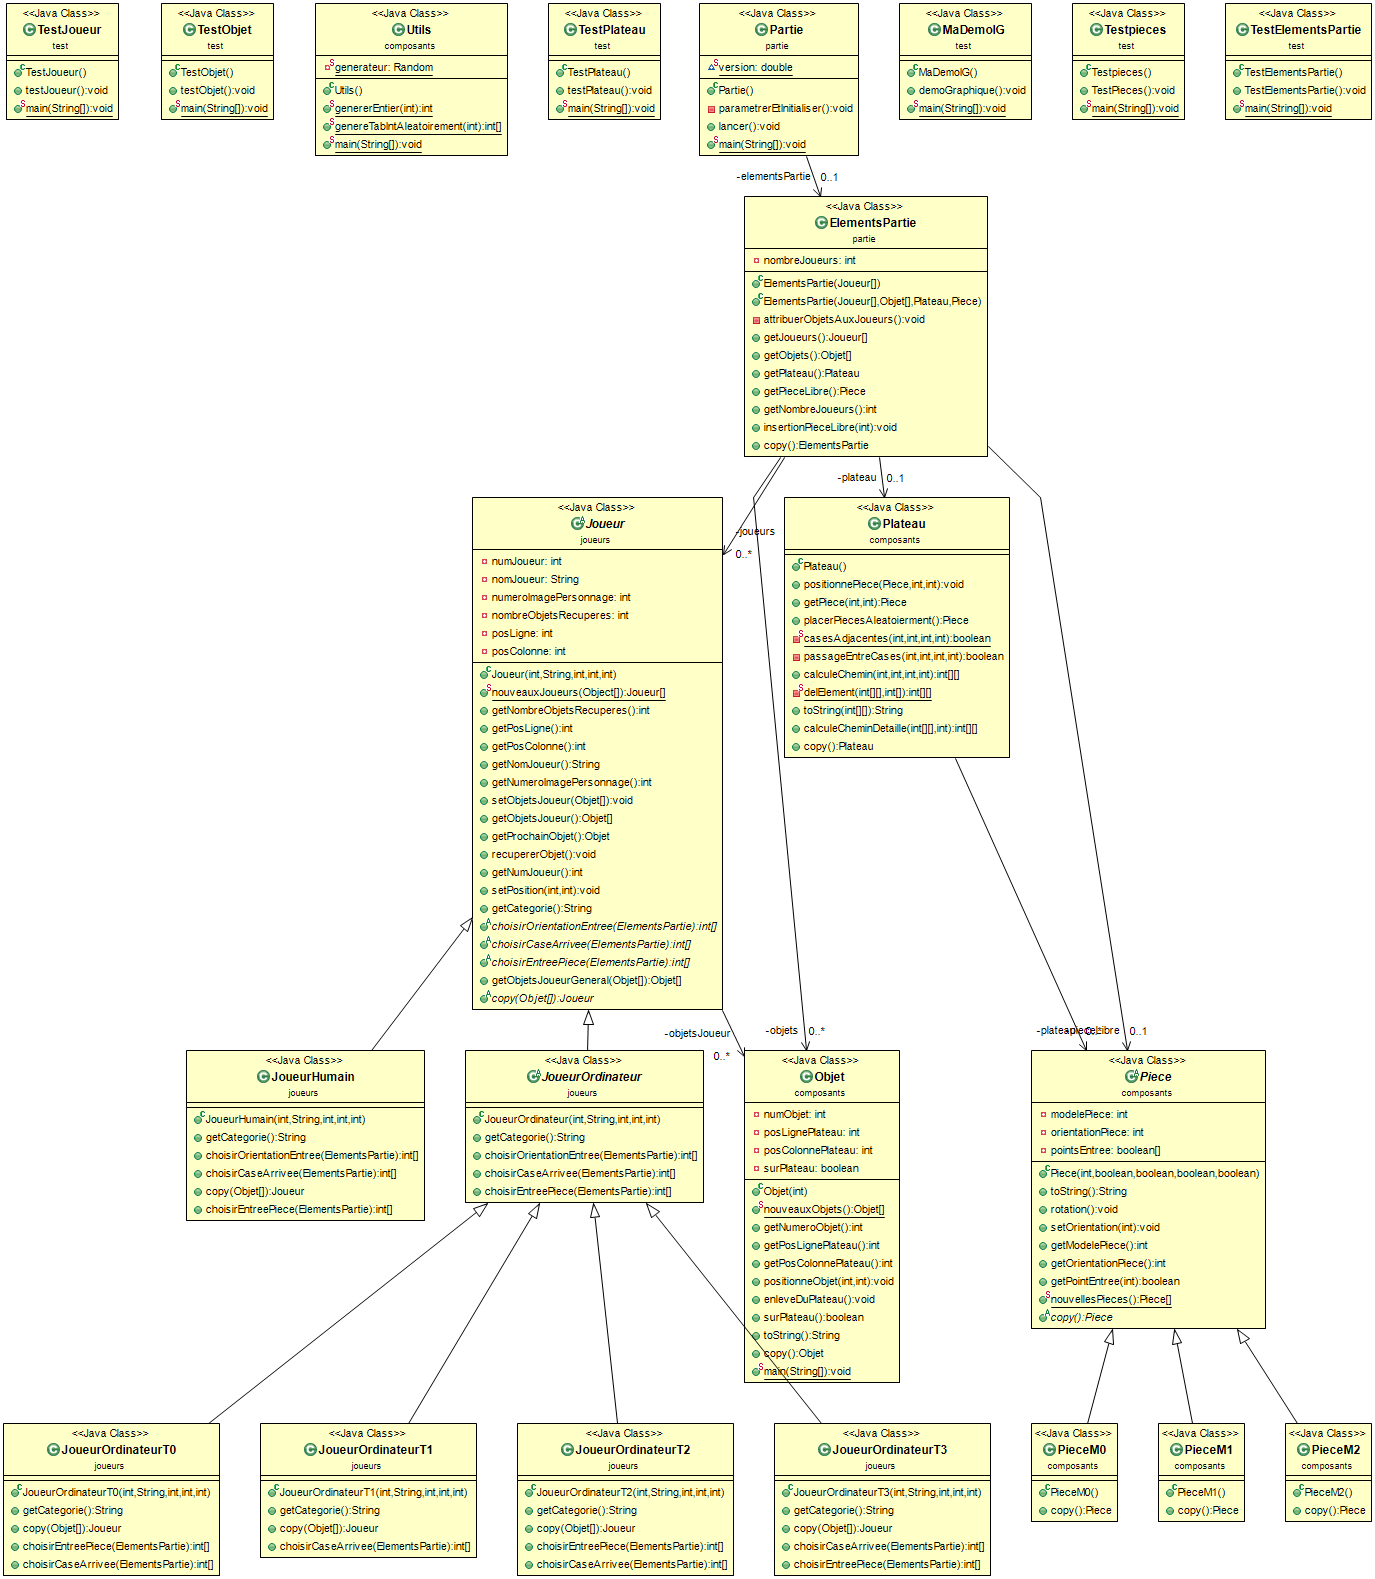 <<Java Class>>
TestJoueur
test
TestJoueur()
testJoueur():void
main(String[]):void
<<Java Class>>
TestObjet
test
TestObjet()
testObjet():void
main(String[]):void
<<Java Class>>
Utils
composants
generateur: Random
Utils()
genererEntier(int):int
genereTabIntAleatoirement(int):int[]
main(String[]):void
<<Java Class>>
TestPlateau
test
TestPlateau()
testPlateau():void
main(String[]):void
<<Java Class>>
Partie
partie
version: double
Partie()
parametrerEtInitialiser():void
lancer():void
main(String[]):void
<<Java Class>>
MaDemoIG
test
MaDemoIG()
demoGraphique():void
main(String[]):void
<<Java Class>>
Testpieces
test
Testpieces()
TestPieces():void
main(String[]):void
<<Java Class>>
TestElementsPartie
test
TestElementsPartie()
TestElementsPartie():void
main(String[]):void
-elementsPartie
0..1
<<Java Class>>
ElementsPartie
partie
nombreJoueurs: int
ElementsPartie(Joueur[])
ElementsPartie(Joueur[],Objet[],Plateau,Piece)
attribuerObjetsAuxJoueurs():void
getJoueurs():Joueur[]
getObjets():Objet[]
getPlateau():Plateau
getPieceLibre():Piece
getNombreJoueurs():int
insertionPieceLibre(int):void
copy():ElementsPartie
-plateau
0..1
-joueurs
0..*
<<Java Class>>
Joueur
joueurs
numJoueur: int
nomJoueur: String
numeroImagePersonnage: int
nombreObjetsRecuperes: int
posLigne: int
posColonne: int
Joueur(int,String,int,int,int)
nouveauxJoueurs(Object[]):Joueur[]
getNombreObjetsRecuperes():int
getPosLigne():int
getPosColonne():int
getNomJoueur():String
getNumeroImagePersonnage():int
setObjetsJoueur(Objet[]):void
getObjetsJoueur():Objet[]
getProchainObjet():Objet
recupererObjet():void
getNumJoueur():int
setPosition(int,int):void
getCategorie():String
choisirOrientationEntree(ElementsPartie):int[]
choisirCaseArrivee(ElementsPartie):int[]
choisirEntreePiece(ElementsPartie):int[]
getObjetsJoueurGeneral(Objet[]):Objet[]
copy(Objet[]):Joueur
<<Java Class>>
Plateau
composants
Plateau()
positionnePiece(Piece,int,int):void
getPiece(int,int):Piece
placerPiecesAleatoierment():Piece
casesAdjacentes(int,int,int,int):boolean
passageEntreCases(int,int,int,int):boolean
calculeChemin(int,int,int,int):int[][]
delElement(int[][],int[]):int[][]
toString(int[][]):String
calculeCheminDetaille(int[][],int):int[][]
copy():Plateau
-objetsJoueur
0..*
-objets
0..*
0..1
<<Java Class>>
JoueurHumain
joueurs
JoueurHumain(int,String,int,int,int)
getCategorie():String
choisirOrientationEntree(ElementsPartie):int[]
choisirCaseArrivee(ElementsPartie):int[]
copy(Objet[]):Joueur
choisirEntreePiece(ElementsPartie):int[]
<<Java Class>>
JoueurOrdinateur
joueurs
JoueurOrdinateur(int,String,int,int,int)
getCategorie():String
choisirOrientationEntree(ElementsPartie):int[]
choisirCaseArrivee(ElementsPartie):int[]
choisirEntreePiece(ElementsPartie):int[]
<<Java Class>>
Objet
composants
numObjet: int
posLignePlateau: int
posColonnePlateau: int
surPlateau: boolean
Objet(int)
nouveauxObjets():Objet[]
getNumeroObjet():int
getPosLignePlateau():int
getPosColonnePlateau():int
positionneObjet(int,int):void
enleveDuPlateau():void
surPlateau():boolean
toString():String
copy():Objet
main(String[]):void
<<Java Class>>
Piece
composants
modelePiece: int
orientationPiece: int
pointsEntree: boolean[]
Piece(int,boolean,boolean,boolean,boolean)
toString():String
rotation():void
setOrientation(int):void
getModelePiece():int
getOrientationPiece():int
getPointEntree(int):boolean
nouvellesPieces():Piece[]
copy():Piece
<<Java Class>>
JoueurOrdinateurT0
joueurs
JoueurOrdinateurT0(int,String,int,int,int)
getCategorie():String
copy(Objet[]):Joueur
choisirEntreePiece(ElementsPartie):int[]
choisirCaseArrivee(ElementsPartie):int[]
<<Java Class>>
JoueurOrdinateurT1
joueurs
JoueurOrdinateurT1(int,String,int,int,int)
getCategorie():String
copy(Objet[]):Joueur
choisirCaseArrivee(ElementsPartie):int[]
<<Java Class>>
JoueurOrdinateurT2
joueurs
JoueurOrdinateurT2(int,String,int,int,int)
getCategorie():String
copy(Objet[]):Joueur
choisirEntreePiece(ElementsPartie):int[]
choisirCaseArrivee(ElementsPartie):int[]
<<Java Class>>
JoueurOrdinateurT3
joueurs
JoueurOrdinateurT3(int,String,int,int,int)
getCategorie():String
copy(Objet[]):Joueur
choisirCaseArrivee(ElementsPartie):int[]
choisirEntreePiece(ElementsPartie):int[]
<<Java Class>>
PieceM0
composants
PieceM0()
copy():Piece
<<Java Class>>
PieceM1
composants
PieceM1()
copy():Piece
<<Java Class>>
PieceM2
composants
PieceM2()
copy():Piece